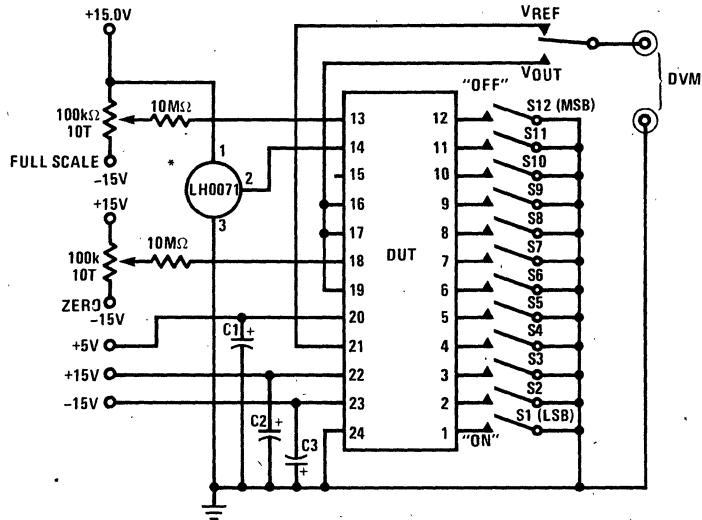 +15.0V
VREF
VOUT
DVM
"OFF"
100kΩ
10T
10MΩ
FULL SCALE
-15V
*
1
2
3
LH0071
+15V
100k
10T
10MΩ
ZERO
-15V
+5V
+15V
-15V
C1 +
C2 +
C3
+
DUT
13
14
15
16
17
18
19
20
21
22
23
24
12
11
10
9
8
7
6
5
4
3
2
1
S12 (MSB)
S11
S10
S9
S8
S7
S6
S5
S4
S3
S2
S1 (LSB)
"ON"